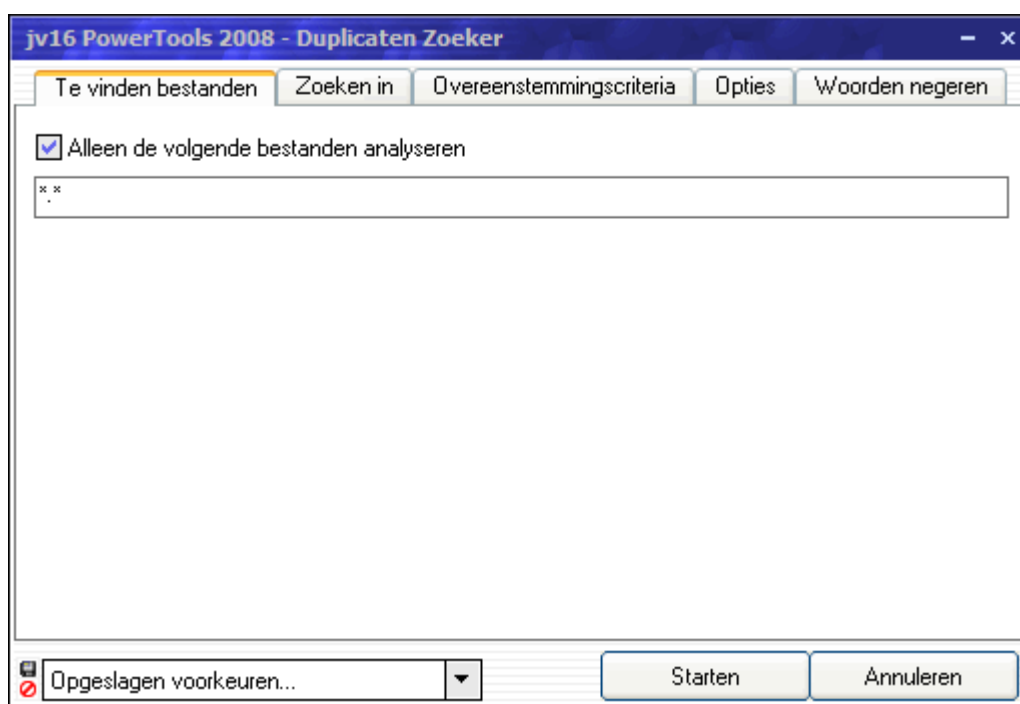 jv16 PowerTools 2008 - Duplicaten Zoeker
Te vinden bestanden Zoeken in Overeenstemmingscriteria Opties Woorden negeren
Alleen de volgende bestanden analyseren
*.*
Opgeslagen voorkeuren... Starten Annuleren